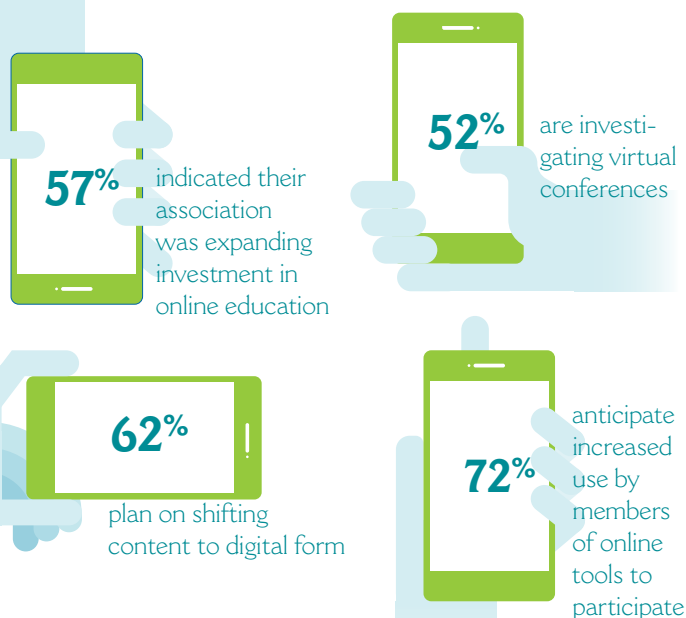 57%
indicated their
association
was expanding
investment in
online education
52%
are investi-
gating virtual
conferences
62%
plan on shifting
content to digital form
72%
anticipate
increased
use by
members
of online
tools to
participate